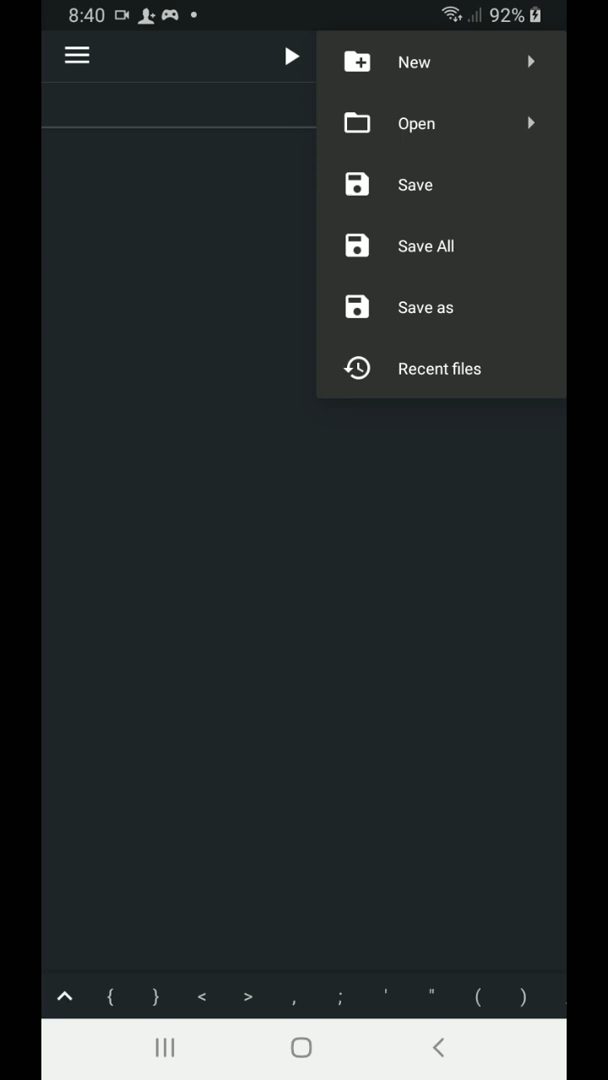 8:40
92%
New
Open
Save
Save All
Save as
Recent files
{ } < > , ; ' " ( )